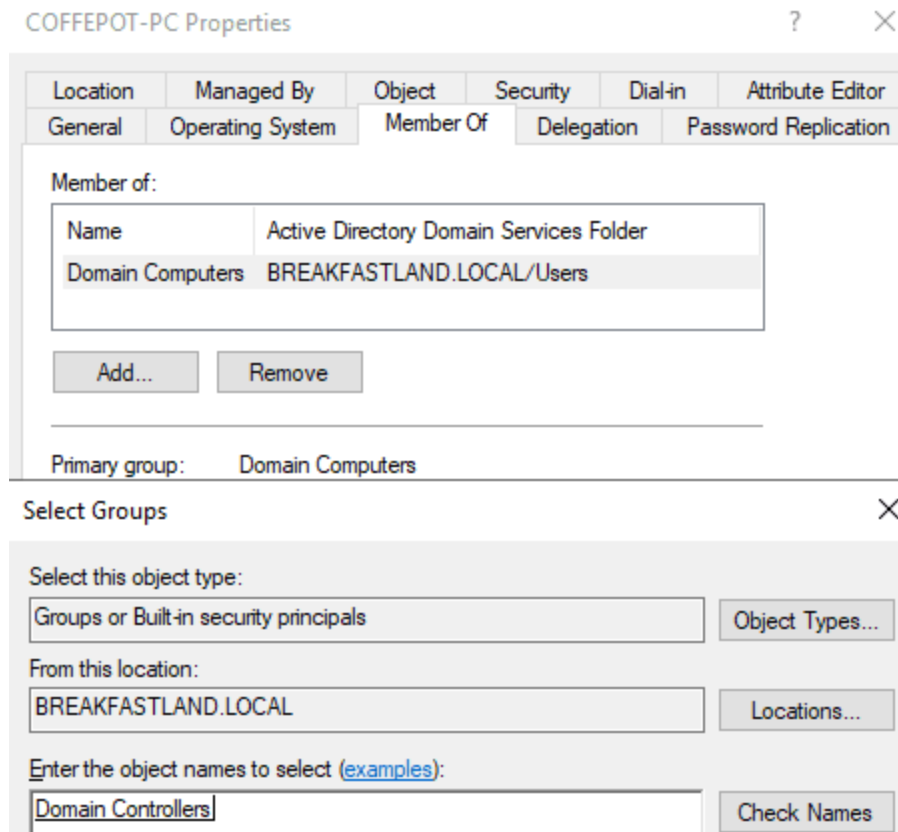 COFFEPOT-PC Properties ?
Location Managed By Object Security Dial-in Attribute Editor
General Operating System Member Of Delegation Password Replication
Member of:
Name Active Directory Domain Services Folder
Domain Computers BREAKFASTLAND.LOCAL/Users
Add... Remove
Primary group: Domain Computers
Select Groups
Select this object type:
Groups or Built-in security principals Object Types...
From this location:
BREAKFASTLAND.LOCAL Locations...
Enter the object names to select (examples):
Domain Controllers Check Names